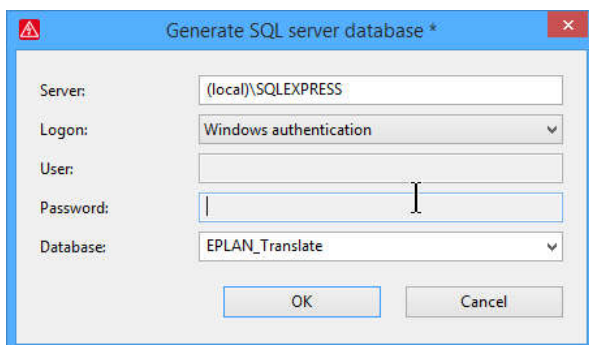 Generate SQL server database *
Server: (local)\SQLEXPRESS
Logon: Windows authentication
User:
Password:
Database: EPLAN_Translate
OK Cancel